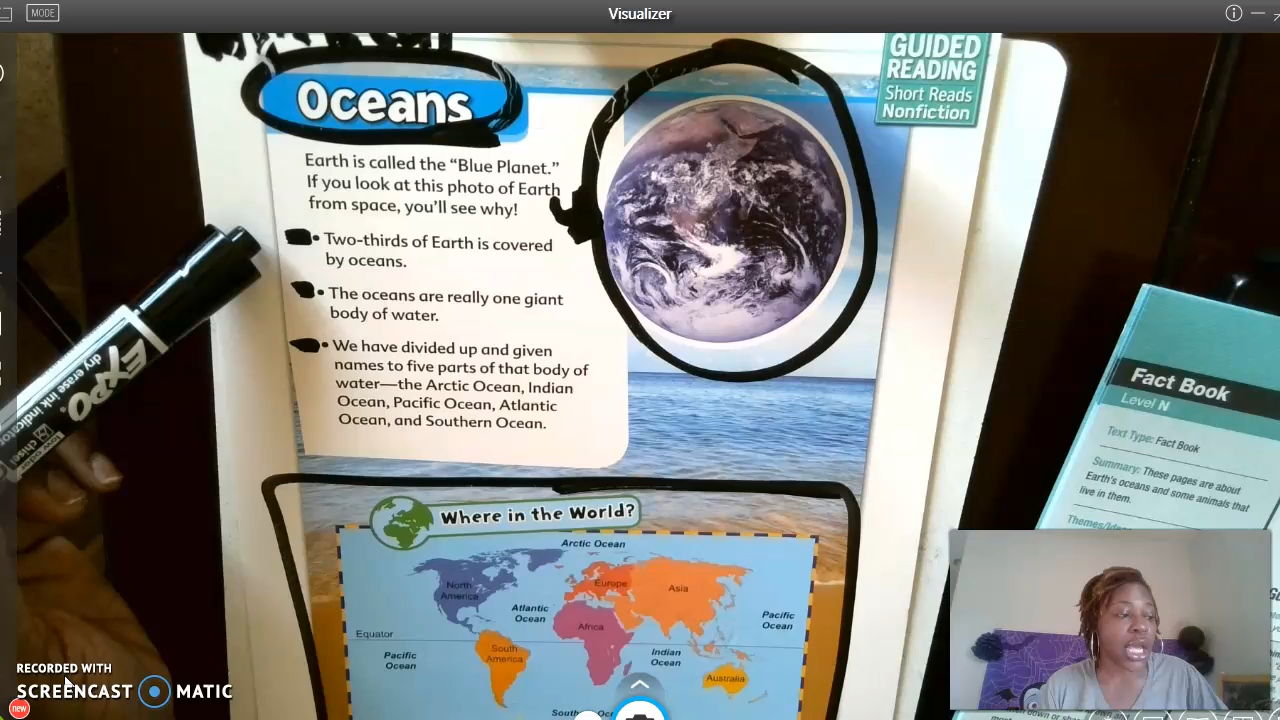 MODE
Visualizer
GUIDED
READING
Short Reads
Nonfiction
Oceans
Earth is called the “Blue Planet.”
If you look at this photo of Earth
from space, you’ll see why!
• Two-thirds of Earth is covered
by oceans.
• The oceans are really one giant
body of water.
• We have divided up and given
names to five parts of that body of
water—the Arctic Ocean, Indian
Ocean, Pacific Ocean, Atlantic
Ocean, and Southern Ocean.
EXPO.
dry erase
Fact Book
Level N
Text Type: Fact Book
Summary: These pages are about
Earth's oceans and some animals that
live in them.
Where in the World?
Arctic Ocean
North
America
Europe
Asia
Atlantic
Ocean
Pacific
Ocean
Africa
Equator
Pacific
Ocean
South
America
Indian
Ocean
Australia
RECORDED WITH
SCREENCAST MATIC
new